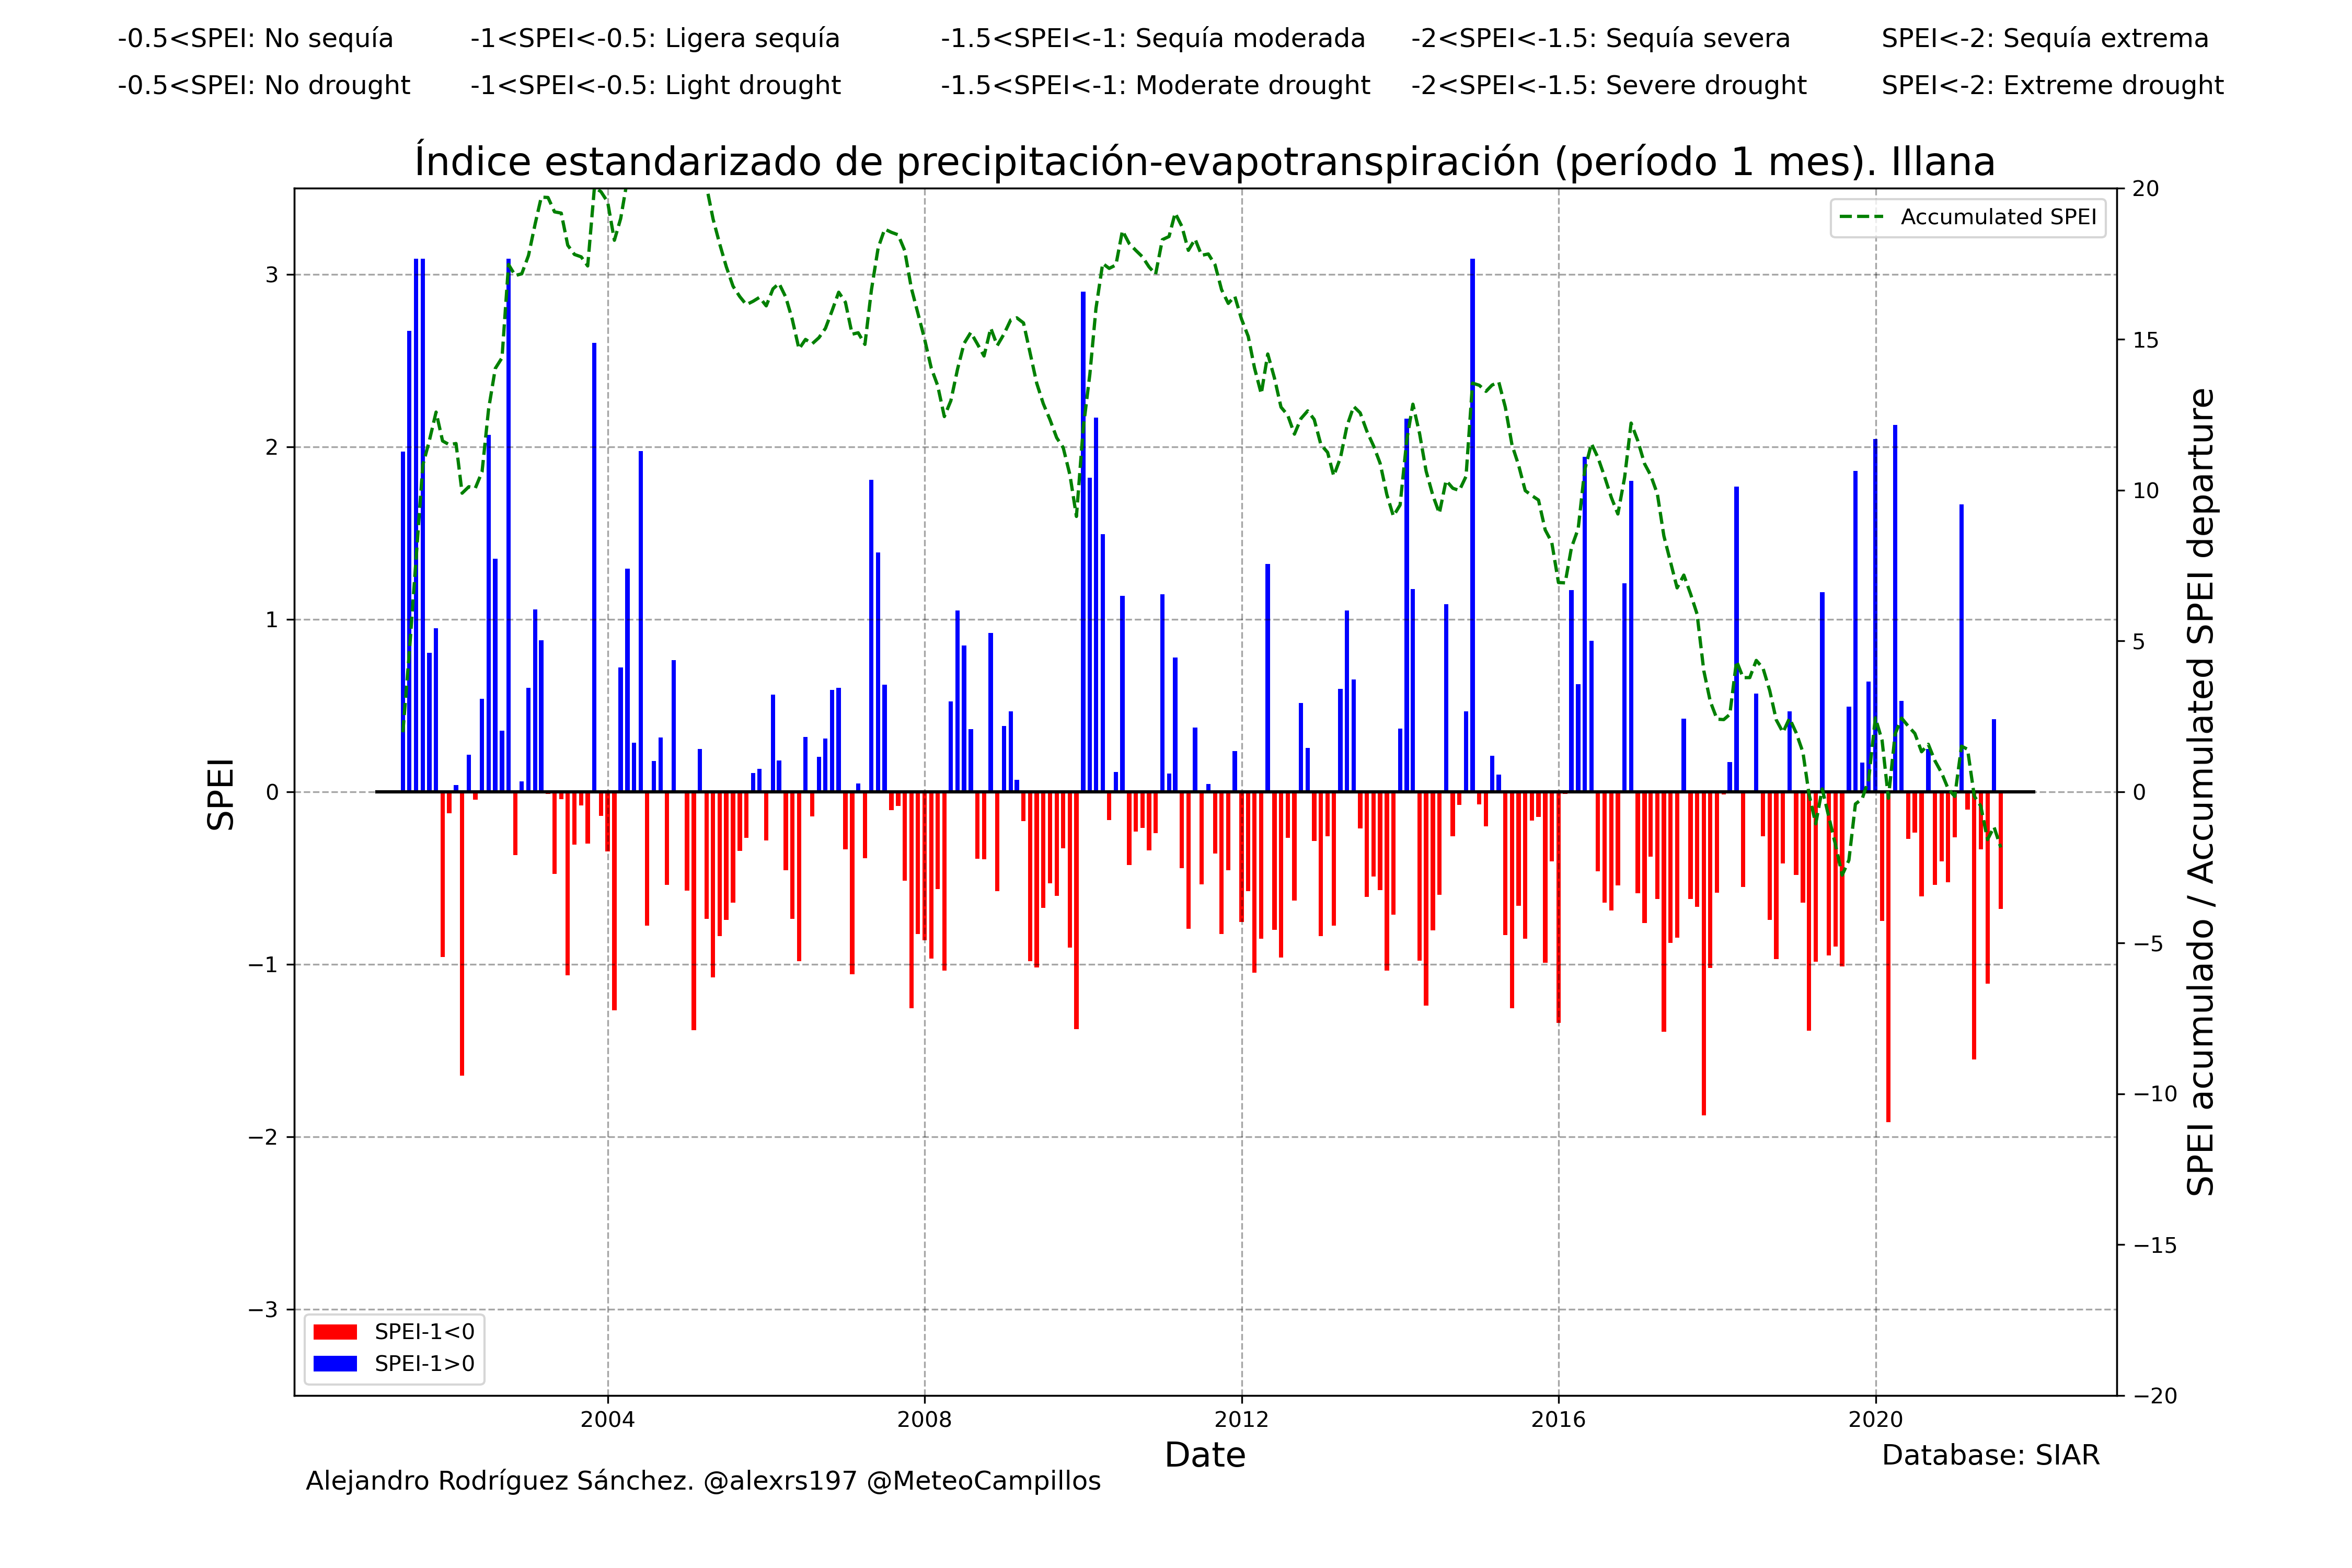 -0.5<SPEI: No sequía -1<SPEI<-0.5: Ligera sequía -1.5<SPEI<-1: Sequía moderada -2<SPEI<-1.5: Sequía severa SPEI<-2: Sequía extrema
-0.5<SPEI: No drought -1<SPEI<-0.5: Light drought -1.5<SPEI<-1: Moderate drought -2<SPEI<-1.5: Severe drought SPEI<-2: Extreme drought
Índice estandarizado de precipitación-evapotranspiración (período 1 mes). Illana
Accumulated SPEI
SPEI
3
2
1
0
−1
−2
−3
20
15
10
5
0
−5
−10
−15
−20
SPEI acumulado / Accumulated SPEI departure
SPEI-1<0
SPEI-1>0
2004 2008 2012 2016 2020
Date
Database: SIAR
Alejandro Rodríguez Sánchez. @alexrs197 @MeteoCampillos